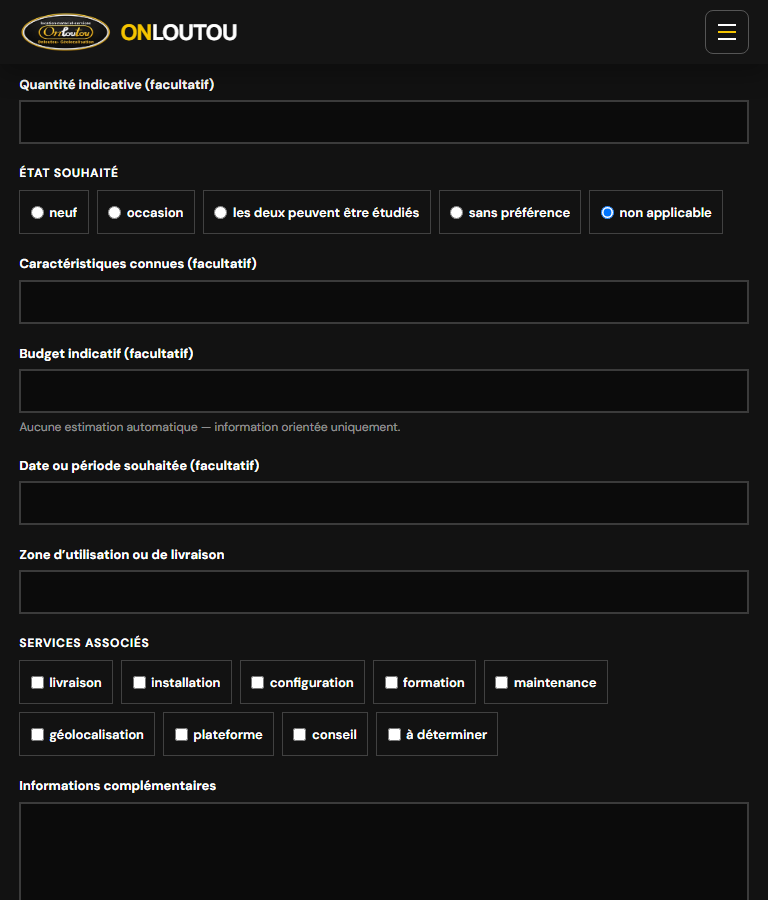 OnLoutou
ONLOUTOU
Quantité indicative (facultatif)
ÉTAT SOUHAITÉ
neuf
occasion
les deux peuvent être étudiés
sans préférence
non applicable
Caractéristiques connues (facultatif)
Budget indicatif (facultatif)
Aucune estimation automatique — information orientée uniquement.
Date ou période souhaitée (facultatif)
Zone d’utilisation ou de livraison
SERVICES ASSOCIÉS
livraison
installation
configuration
formation
maintenance
géolocalisation
plateforme
conseil
à déterminer
Informations complémentaires